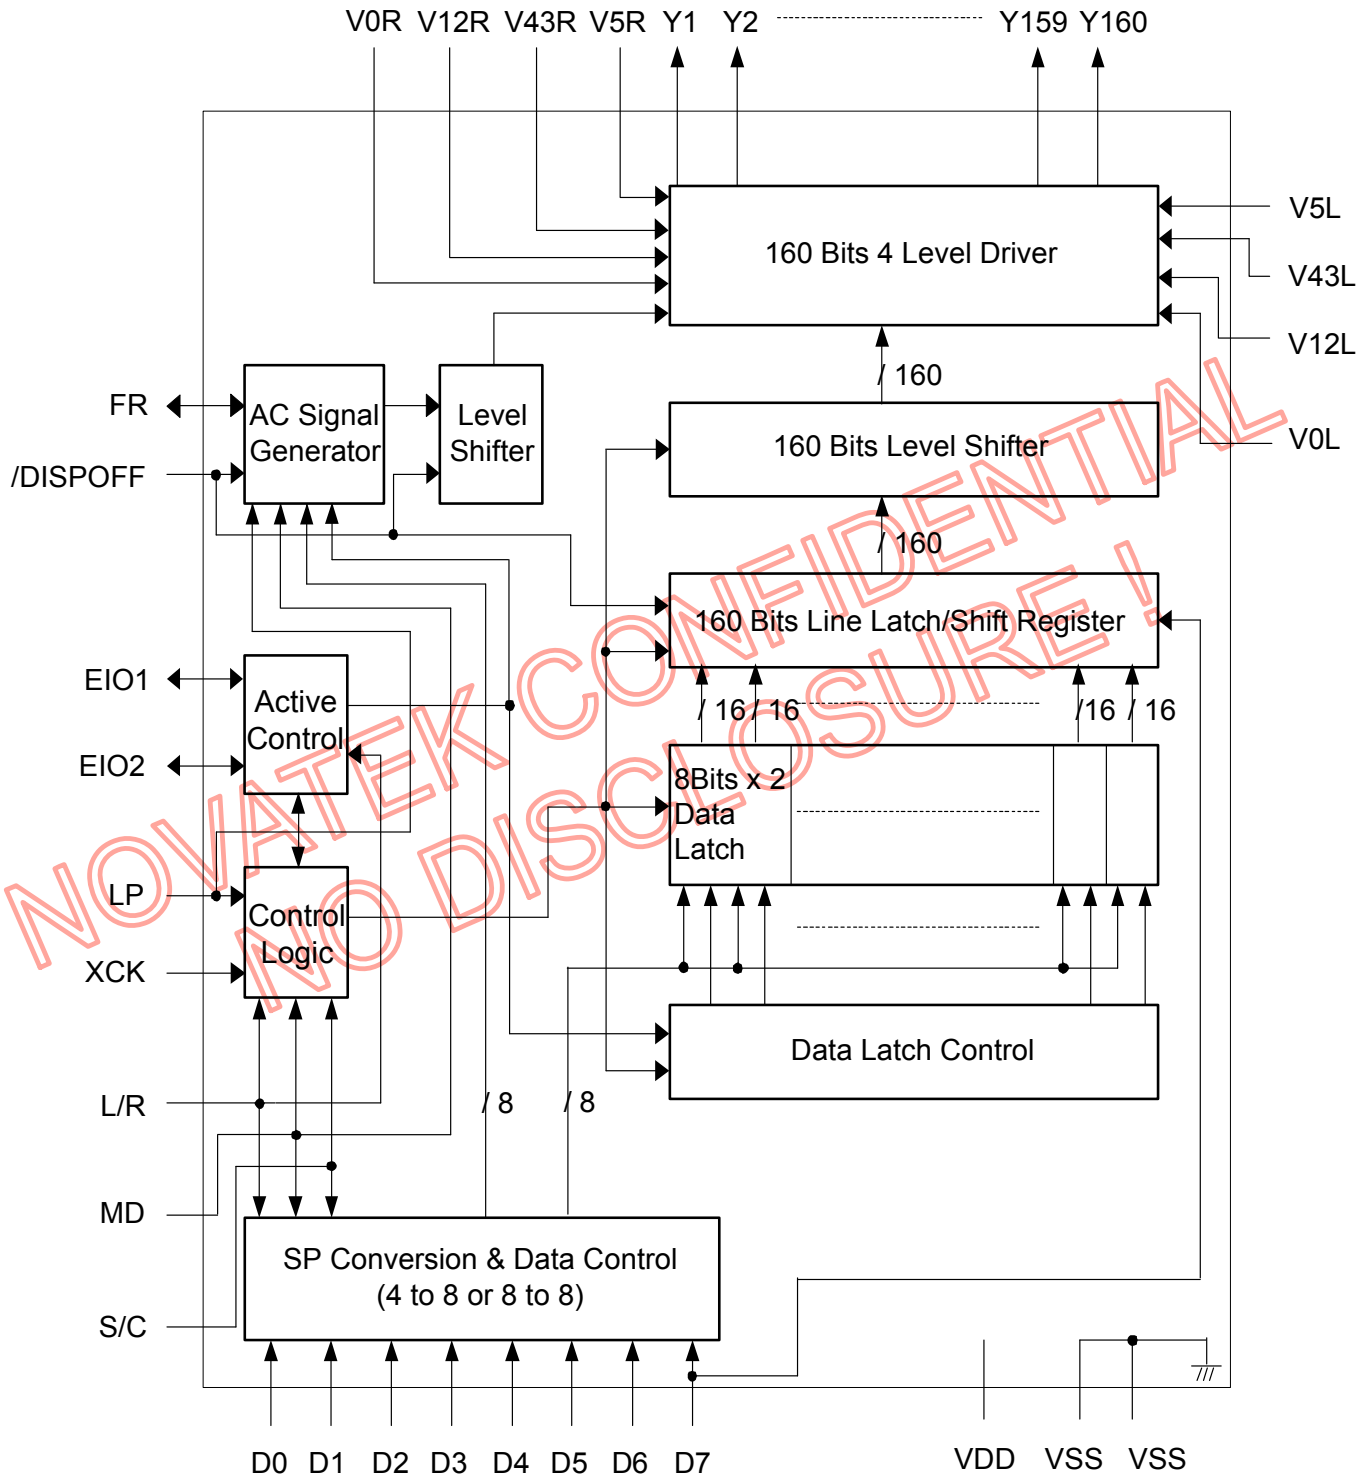 V0R V12R V43R V5R Y1 Y2 Y159 Y160
V5L
160 Bits 4 Level Driver
V43L
V12L
/ 160
FR
AC Signal
Generator
Level
Shifter
160 Bits Level Shifter
V0L
/DISPOFF
/ 160
160 Bits Line Latch/Shift Register
EIO1
Active
Control
/ 16 / 16 /16 / 16
EIO2
8Bits x 2
Data
Latch
LP
Control
Logic
XCK
Data Latch Control
L/R
/ 8 / 8
MD
SP Conversion & Data Control
(4 to 8 or 8 to 8)
S/C
D0 D1 D2 D3 D4 D5 D6 D7 VDD VSS VSS
NOVATEK CONFIDENTIAL
NO DISCLOSURE !